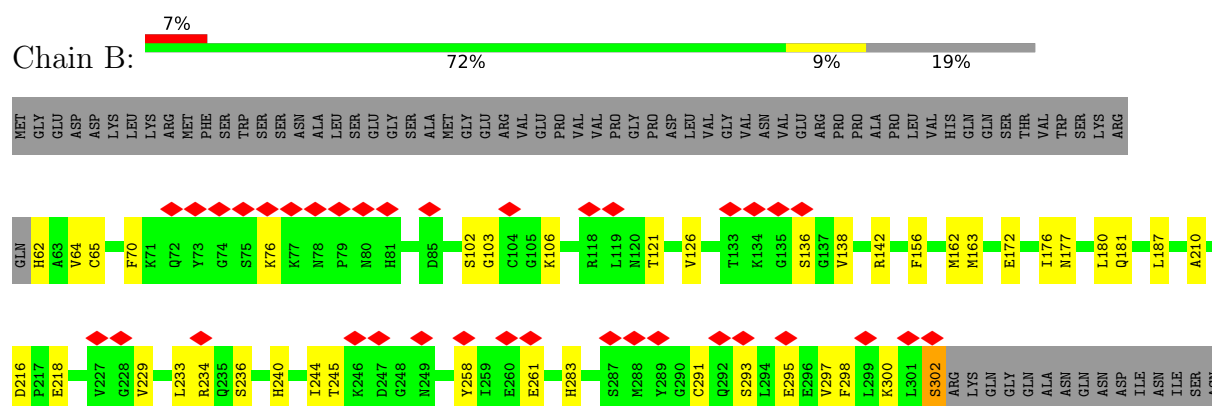 7%
Chain B:
72% 9% 19%
MET GLY GLU ASP ASP LYS LEU LYS ARG MET PHE SER TRP SER SER ASN ALA LEU SER GLU GLY SER ALA MET GLY GLU ARG VAL GLU PRO VAL VAL PRO GLY PRO ASP LEU VAL GLY VAL ASN VAL GLU ARG PRO PRO ALA PRO LEU VAL HIS GLN GLN SER THR VAL TRP SER LYS ARG
GLN H62 A63 V64 C65 F70 K71 Q72 Y73 G74 S75 K76 K77 N78 P79 N80 H81 D85 S102 G103 C104 G105 K106 R118 L119 N120 T121 V126 T133 K134 G135 S136 G137 V138 R142 F156 M162 M163 E172 I176 N177 L180 Q181 L187 A210
D216 P217 E218 V227 G228 V229 L233 R234 Q235 S236 H240 I244 T245 K246 D247 G248 N249 Y258 I259 E260 E261 H283 S287 M288 Y289 G290 C291 Q292 S293 L294 E295 E296 V297 F298 L299 K300 L301 S302 ARG LYS GLN GLY GLN ALA ASN GLN ASN ASP ILE ASN ILE SER